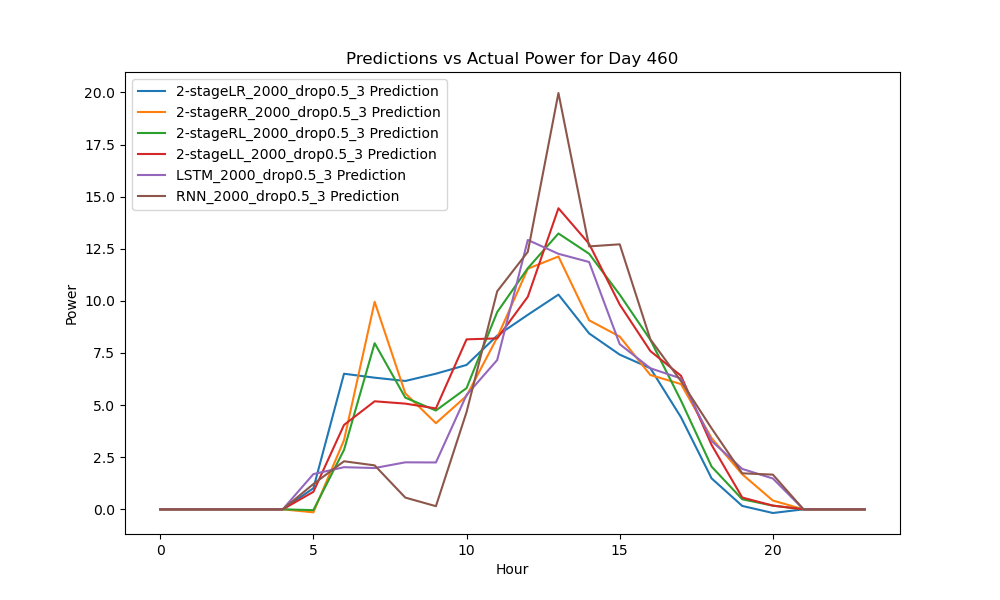 Predictions vs Actual Power for Day 460
20.0
17.5
15.0
12.5
10.0
7.5
5.0
2.5
0.0
Power
2-stageLR_2000_drop0.5_3 Prediction
2-stageRR_2000_drop0.5_3 Prediction
2-stageRL_2000_drop0.5_3 Prediction
2-stageLL_2000_drop0.5_3 Prediction
LSTM_2000_drop0.5_3 Prediction
RNN_2000_drop0.5_3 Prediction
0 5 10 15 20
Hour